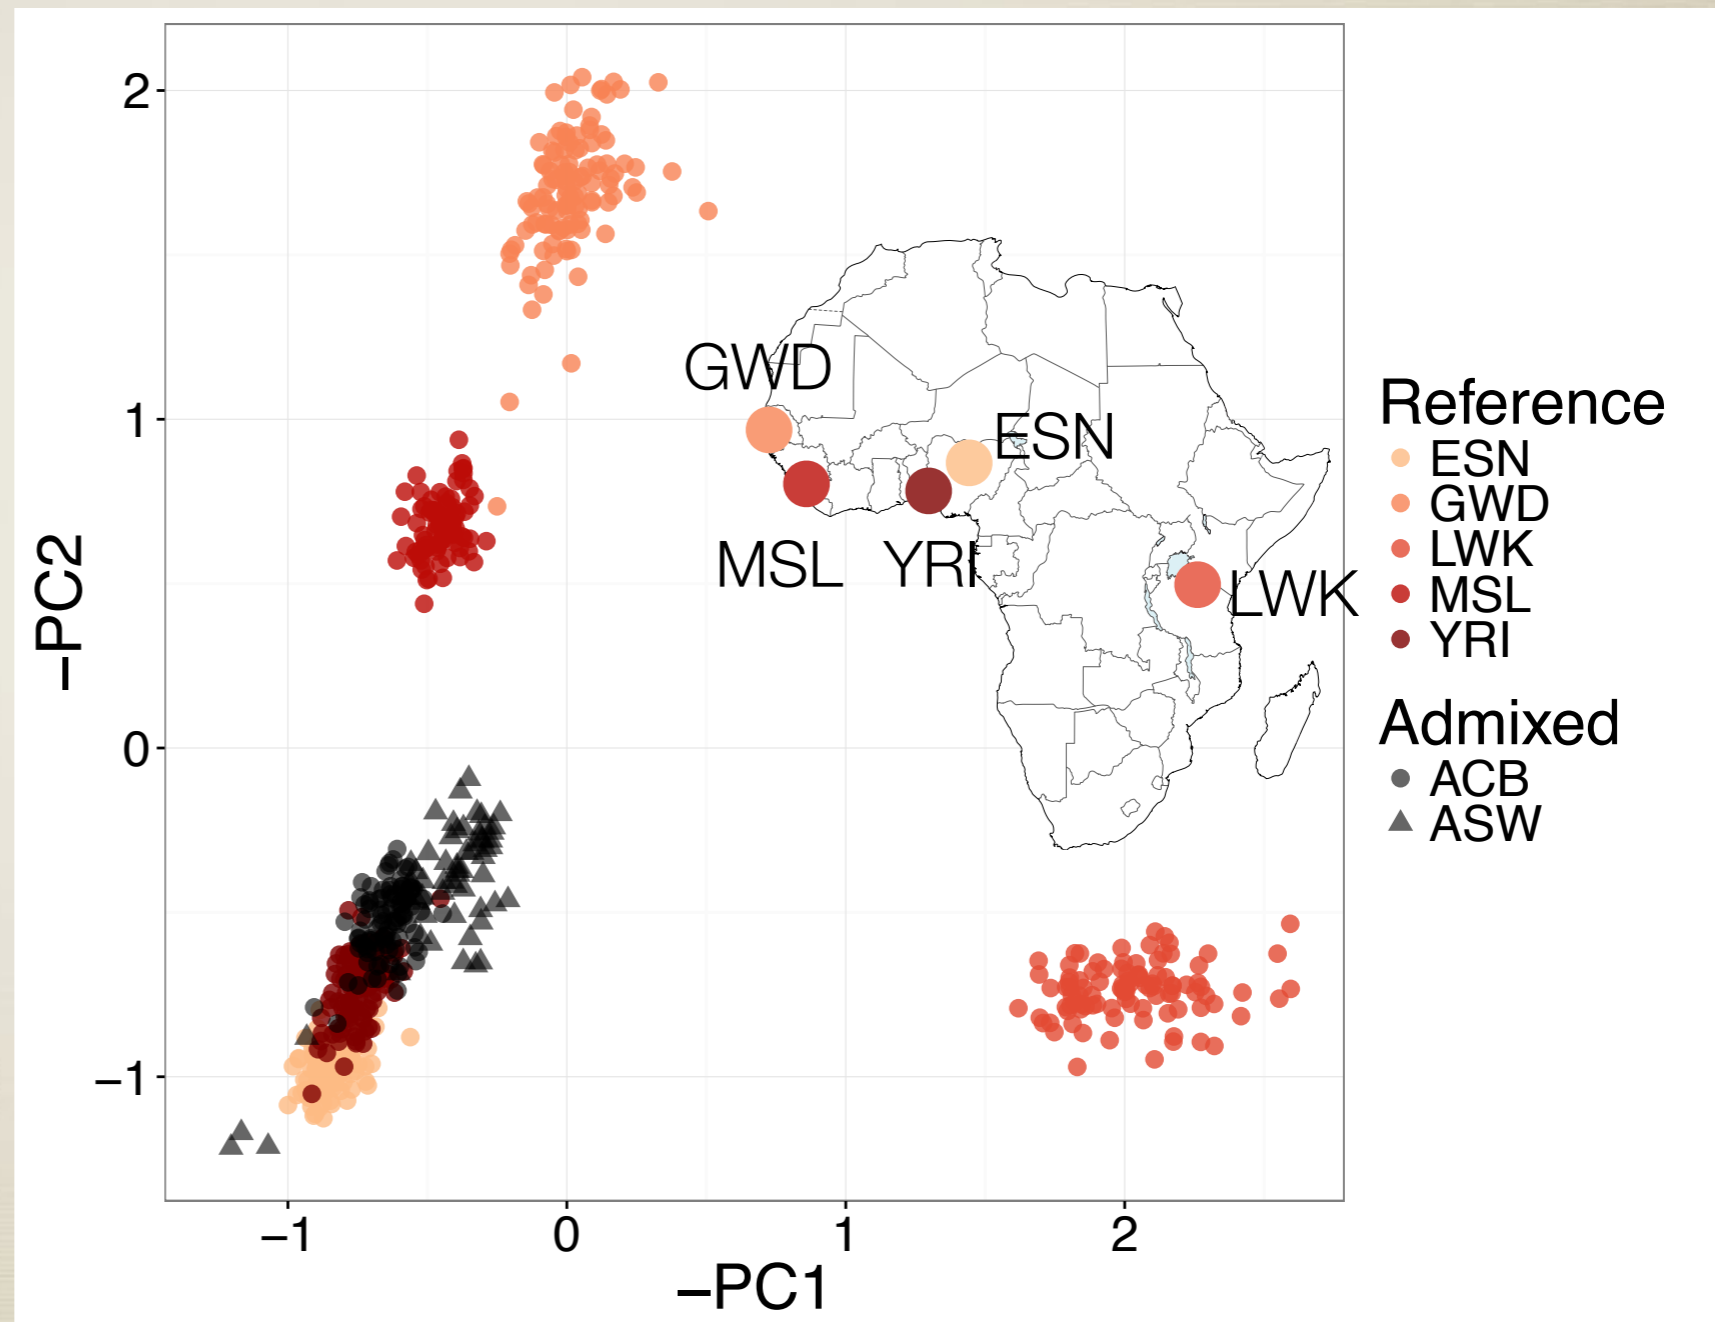 2
1
0
−1
−PC2
−1
0
1
2
−PC1
GWD
ESN
MSL
YRI
LWK
Reference
ESN
GWD
LWK
MSL
YRI
Admixed
ACB
ASW